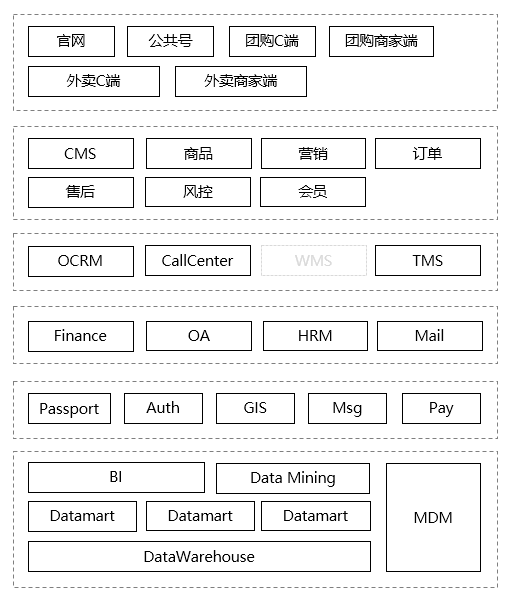 官网 公共号 团购C端 团购商家端
外卖C端 外卖商家端
CMS 商品 营销 订单
售后 风控 会员
OCRM CallCenter WMS TMS
Finance OA HRM Mail
Passport Auth GIS Msg Pay
BI Data Mining
Datamart Datamart Datamart MDM
DataWarehouse